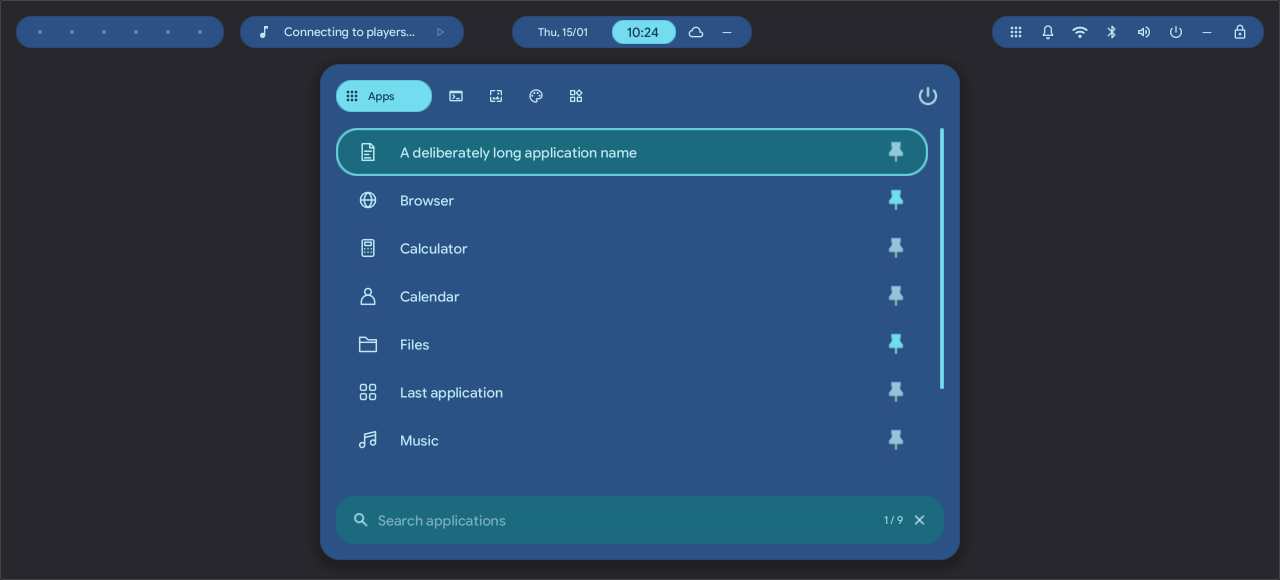 Connecting to players...
Thu, 15/01
10:24
Apps
A deliberately long application name
Browser
Calculator
Calendar
Files
Last application
Music
Search applications
1 / 9